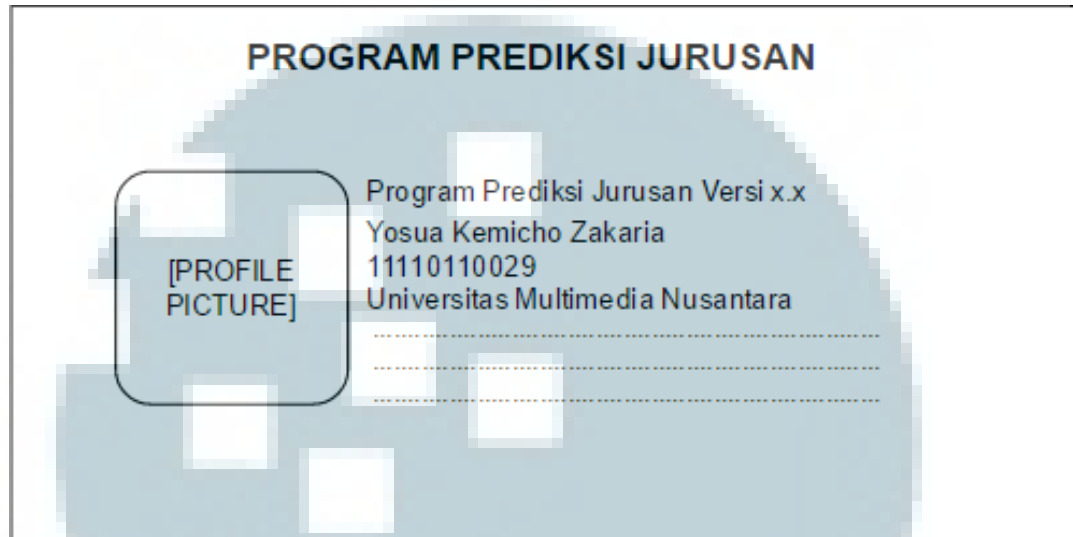 PROGRAM PREDIKSI JURUSAN
[PROFILE
PICTURE]
Program Prediksi Jurusan Versi x.x
Yosua Kemicho Zakaria
11110110029
Universitas Multimedia Nusantara